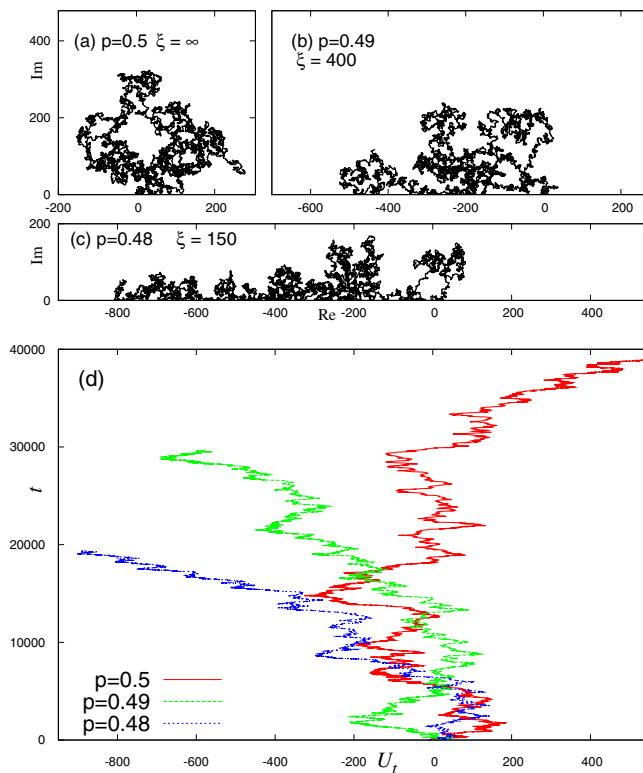 (a) p=0.5 ξ = ∞
Im
400
200
0
-200 0 200
(b) p=0.49
ξ = 400
-600 -400 -200 0 200 400
(c) p=0.48 ξ = 150
Im
200
100
0
-800 -600 -400 -200 0 200 400
Re
(d)
40000
30000
20000
10000
0
t
p=0.5
p=0.49
p=0.48
-800 -600 -400 -200 0 200 400
U_t